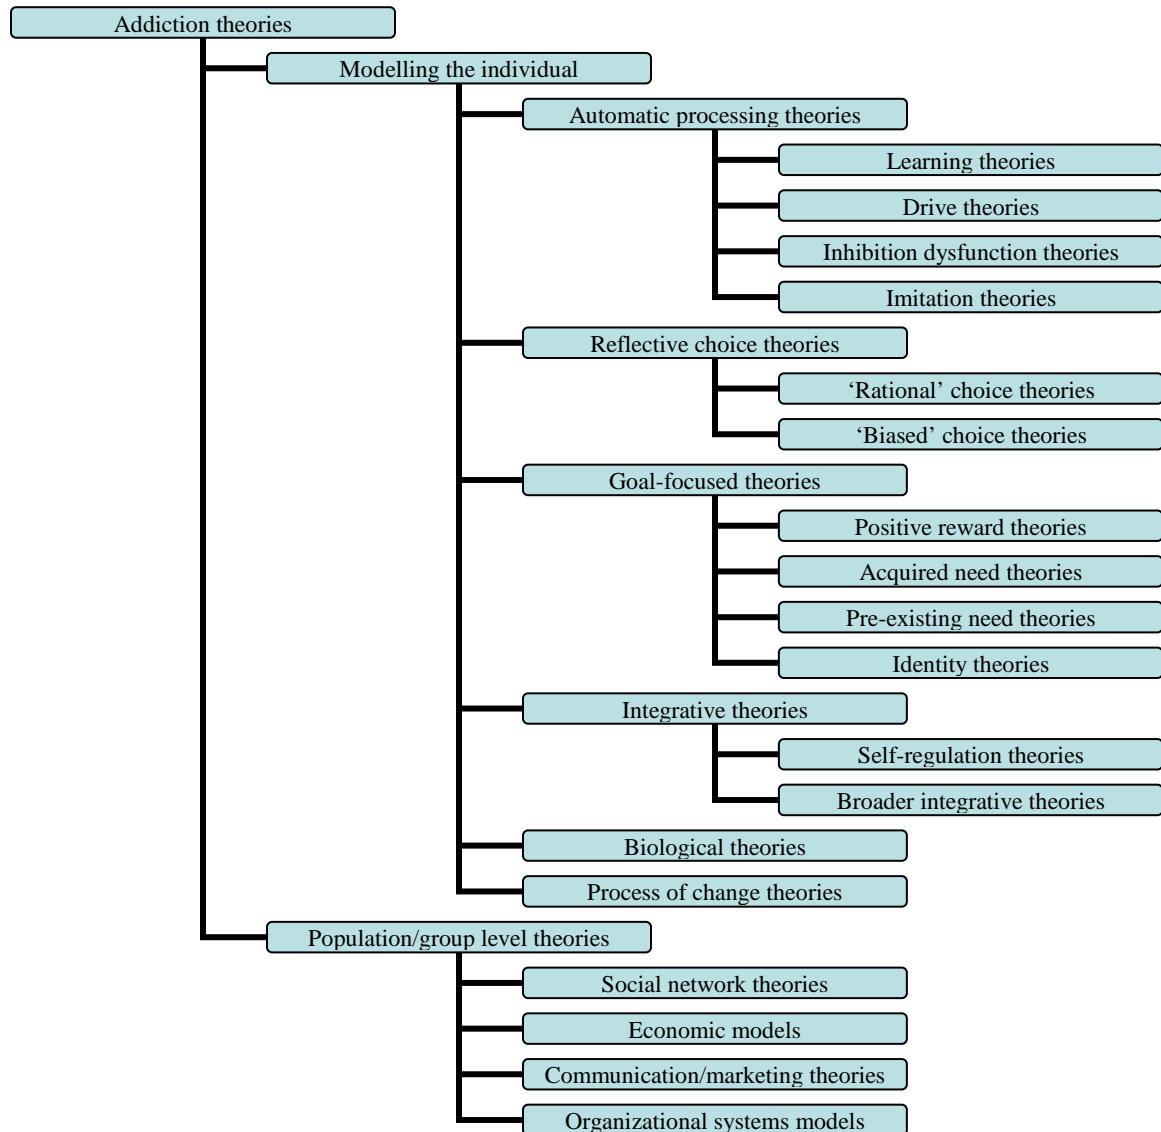 Addiction theories
Modelling the individual
Automatic processing theories
Learning theories
Drive theories
Inhibition dysfunction theories
Imitation theories
Reflective choice theories
‘Rational’ choice theories
‘Biased’ choice theories
Goal-focused theories
Positive reward theories
Acquired need theories
Pre-existing need theories
Identity theories
Integrative theories
Self-regulation theories
Broader integrative theories
Biological theories
Process of change theories
Population/group level theories
Social network theories
Economic models
Communication/marketing theories
Organizational systems models